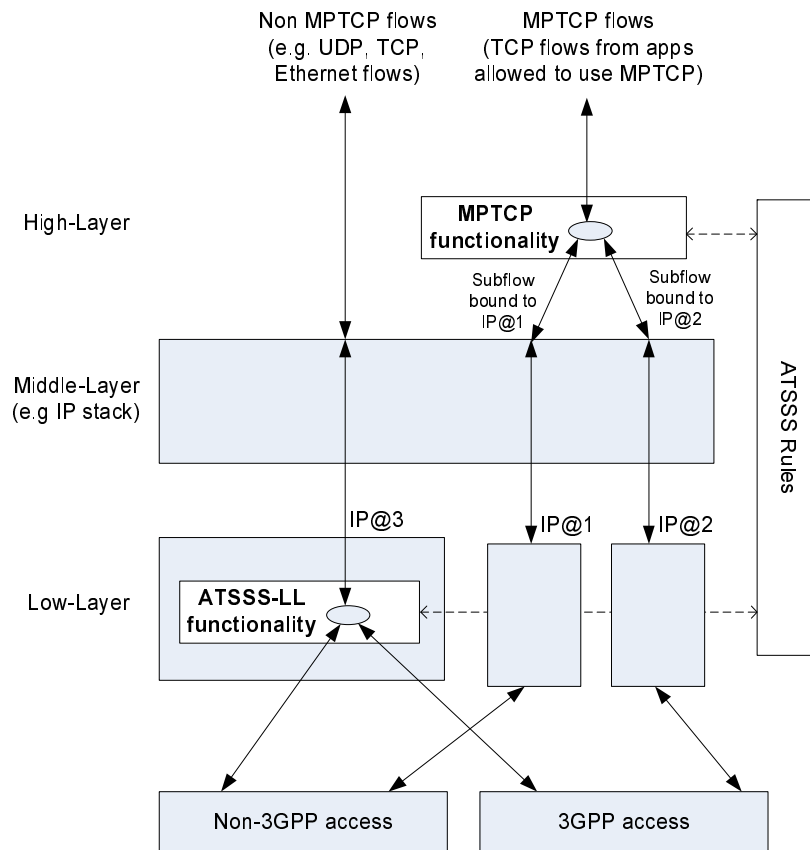 Non MPTCP flows
(e.g. UDP, TCP,
Ethernet flows)
MPTCP flows
(TCP flows from apps
allowed to use MPTCP)
High-Layer
MPTCP
functionality
Subflow
bound to
IP@1
Subflow
bound to
IP@2
Middle-Layer
(e.g IP stack)
ATSSS Rules
IP@3
IP@1
IP@2
Low-Layer
ATSSS-LL
functionality
Non-3GPP access
3GPP access